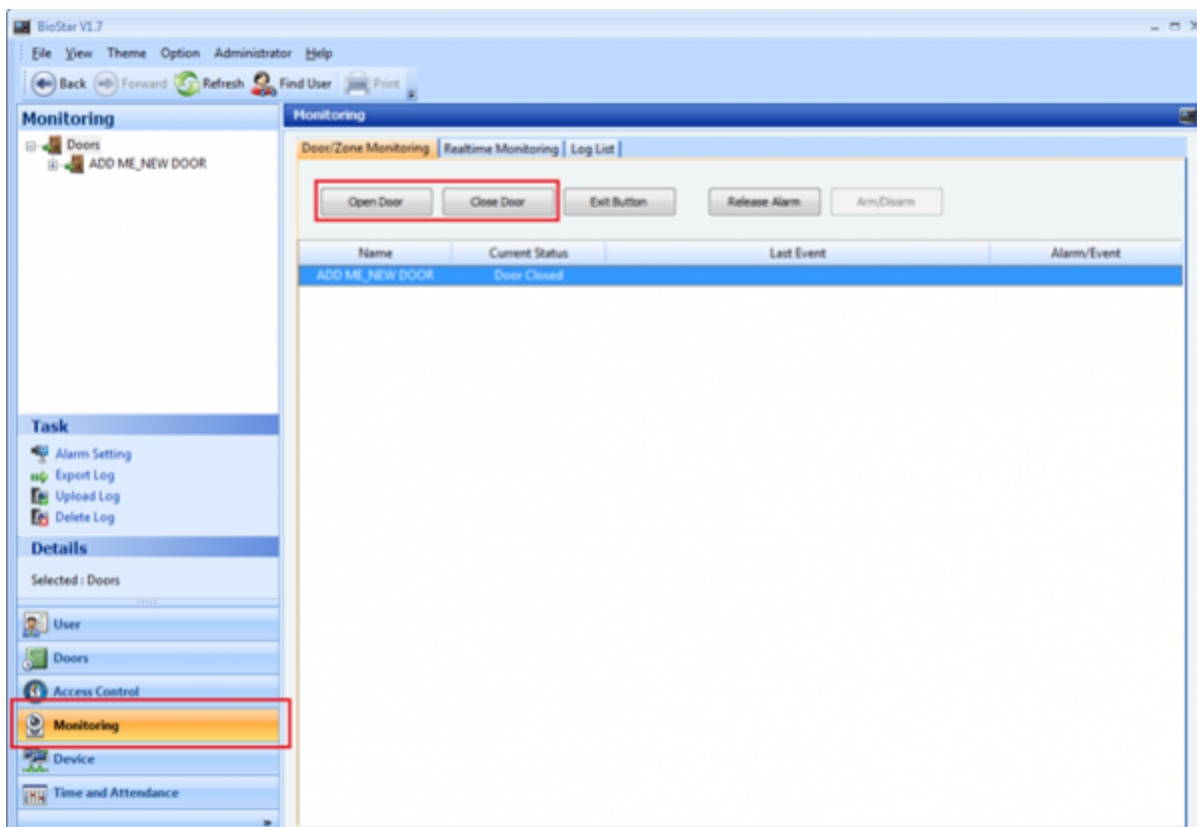 BioStar V1.7
File View Theme Option Administrator Help
Back Forward Refresh Find User Print
Monitoring
Doors
ADD ME_NEW DOOR
Task
Alarm Setting
Export Log
Upload Log
Delete Log
Details
Selected : Doors
User
Doors
Access Control
Monitoring
Device
Time and Attendance
Monitoring
Door/Zone Monitoring Realtime Monitoring Log List
Open Door Close Door Exit Button Release Alarm Arm/Disarm
Name Current Status Last Event Alarm/Event
ADD ME_NEW DOOR Door Closed